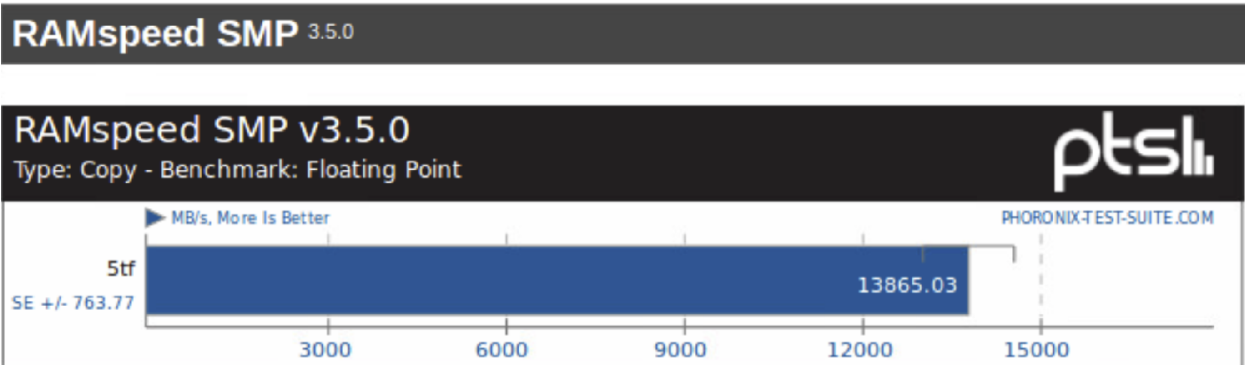 RAMspeed SMP 3.5.0
RAMspeed SMP v3.5.0
Type: Copy - Benchmark: Floating Point
ptsl
MB/s, More Is Better PHORONIX-TEST-SUITE.COM
5tf
13865.03
SE +/- 763.77
3000 6000 9000 12000 15000